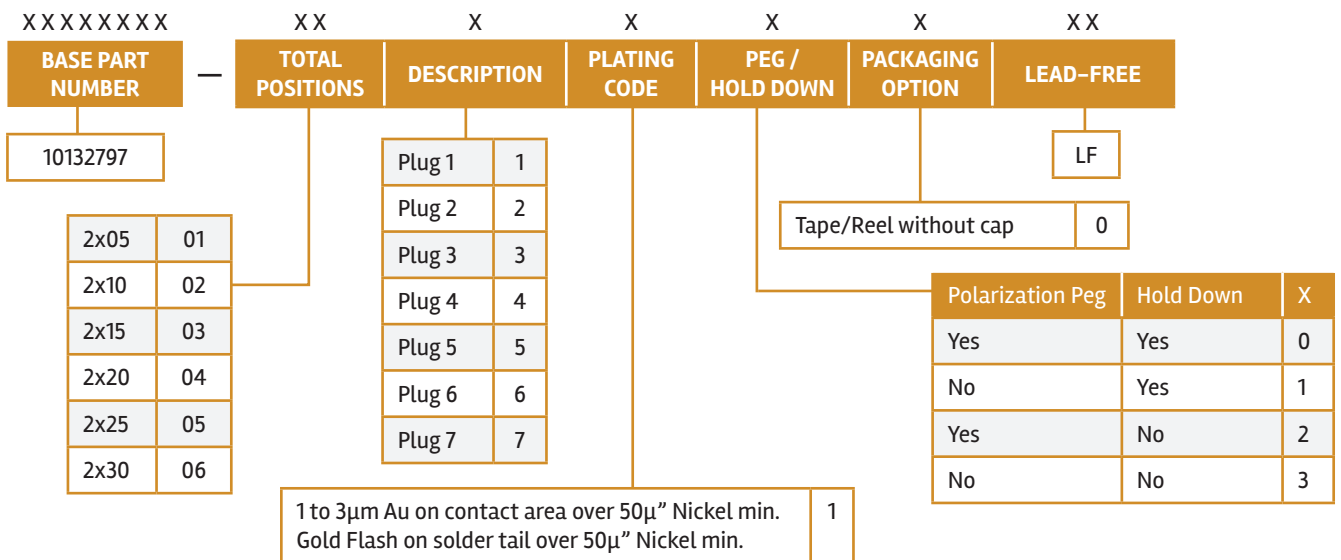 XXXXXXXX XX X X X X XX
BASE PART NUMBER — TOTAL POSITIONS DESCRIPTION PLATING CODE PEG / HOLD DOWN PACKAGING OPTION LEAD-FREE
10132797
LF
Plug 1 1
Plug 2 2
Plug 3 3
Plug 4 4
Plug 5 5
Plug 6 6
Plug 7 7
Tape/Reel without cap 0
2x05 01
2x10 02
2x15 03
2x20 04
2x25 05
2x30 06
Polarization Peg Hold Down X
Yes Yes 0
No Yes 1
Yes No 2
No No 3
1 to 3µm Au on contact area over 50µ” Nickel min. 1
Gold Flash on solder tail over 50µ” Nickel min.